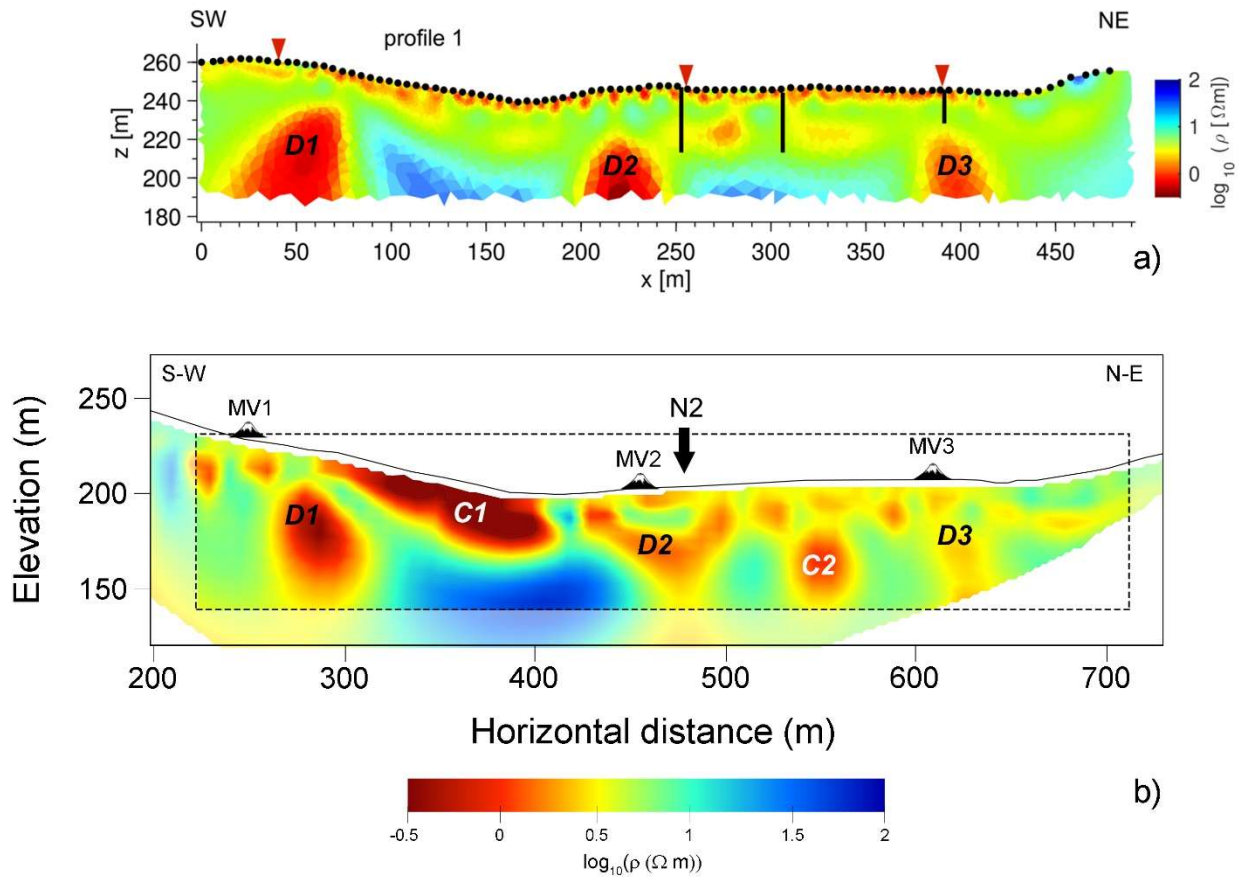 SW
profile 1
NE
260
240
220
200
180
z [m]
D1
D2
D3
2
1
0
log 10 (ρ [Ωm])
0
50
100
150
200
250
300
350
400
450
x [m]
a)
S-W
N-E
250
200
150
Elevation (m)
MV1
MV2
N2
MV3
D1
C1
D2
C2
D3
200
300
400
500
600
700
Horizontal distance (m)
-0.5
0
0.5
1
1.5
2
log10(ρ (Ω m))
b)